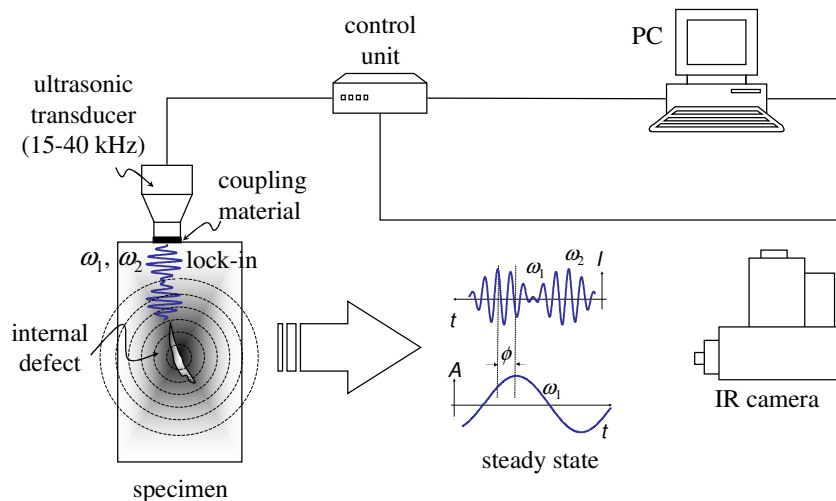 control
unit
PC
ultrasonic
transducer
(15-40 kHz)
coupling
material
ω1, ω2 lock-in
internal
defect
specimen
ω1 ω2 I
t
ϕ
A
ω1
t
steady state
IR camera